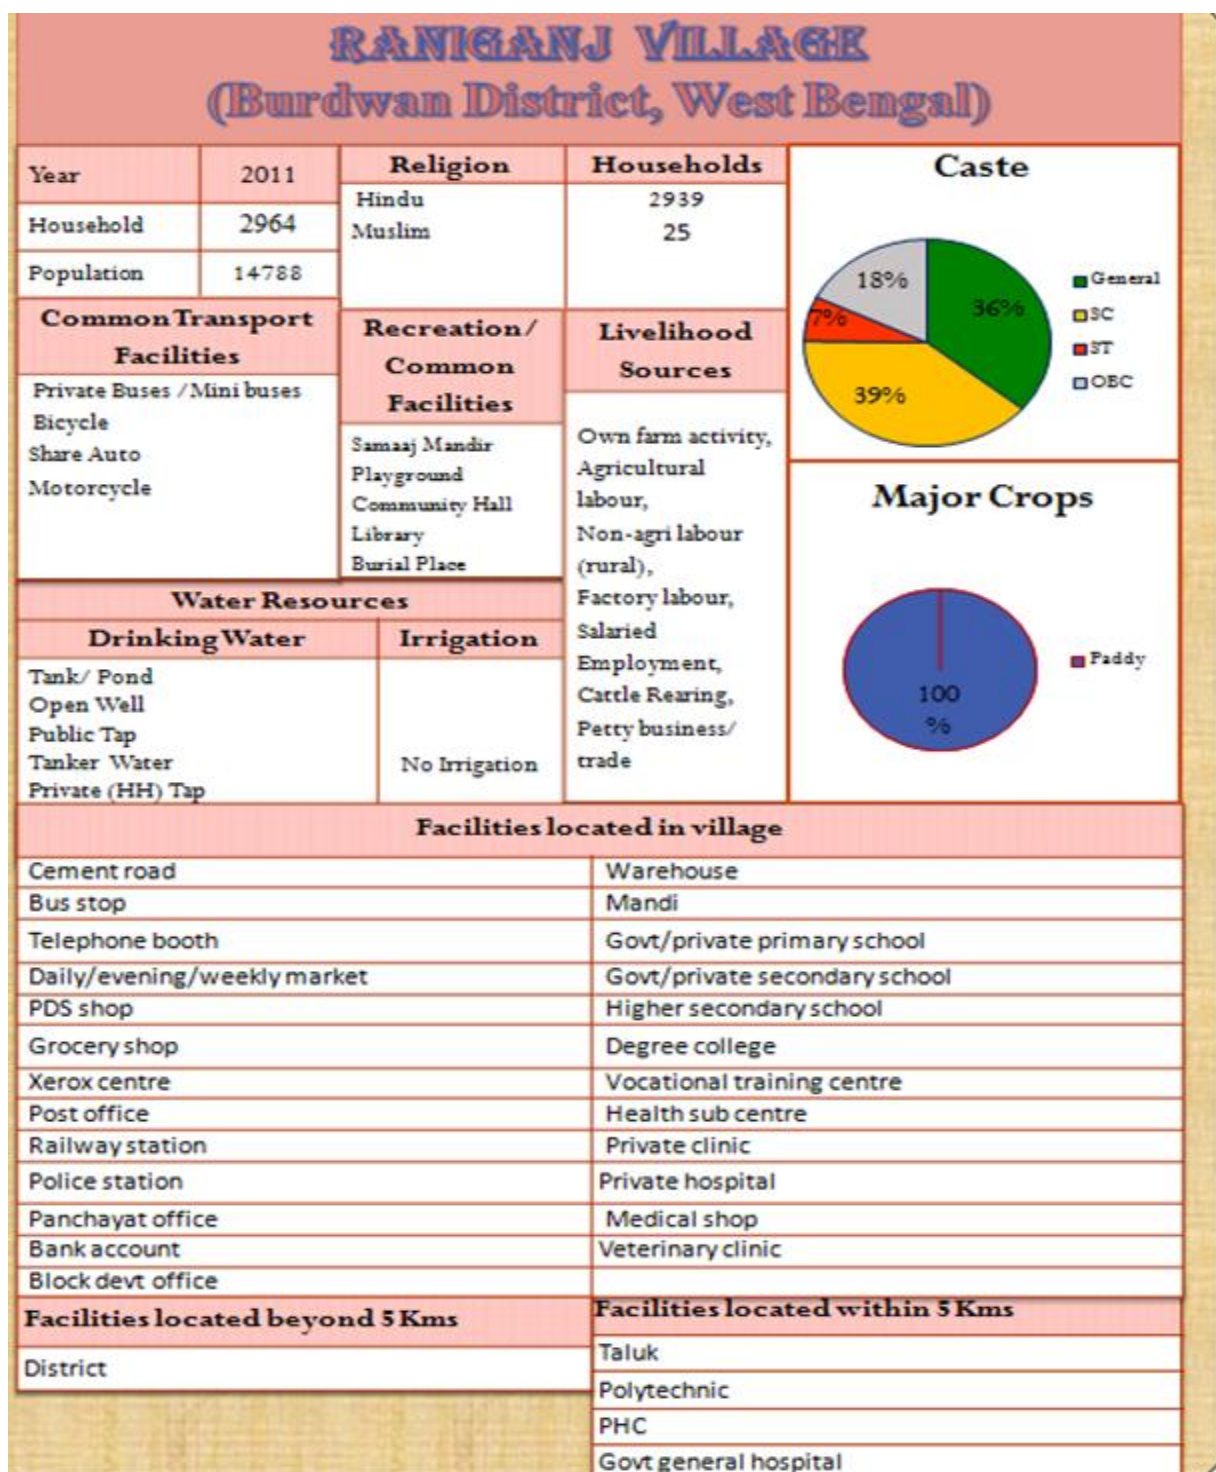 RANIGANJ VILLAGE
(Burdwan District, West Bengal)
Year 2011
Household 2964
Population 14788
Religion Households
Hindu 2939
Muslim 25
Caste
18%
36%
7%
39%
General
SC
ST
OBC
Common Transport
Facilities
Private Buses / Mini buses
Bicycle
Share Auto
Motorcycle
Recreation/
Common
Facilities
Samaaj Mandir
Playground
Community Hall
Library
Burial Place
Livelihood
Sources
Own farm activity,
Agricultural
labour,
Non-agri labour
(rural),
Factory labour,
Salaried
Employment,
Cattle Rearing,
Petty business/
trade
Major Crops
100
%
Paddy
Water Resources
Drinking Water Irrigation
Tank/ Pond
Open Well
Public Tap
Tanker Water
Private (HH) Tap
No Irrigation
Facilities located in village
Cement road Warehouse
Bus stop Mandi
Telephone booth Govt/private primary school
Daily/evening/weekly market Govt/private secondary school
PDS shop Higher secondary school
Grocery shop Degree college
Xerox centre Vocational training centre
Post office Health sub centre
Railway station Private clinic
Police station Private hospital
Panchayat office Medical shop
Bank account Veterinary clinic
Block devt office
Facilities located beyond 5 Kms
District
Facilities located within 5 Kms
Taluk
Polytechnic
PHC
Govt general hospital